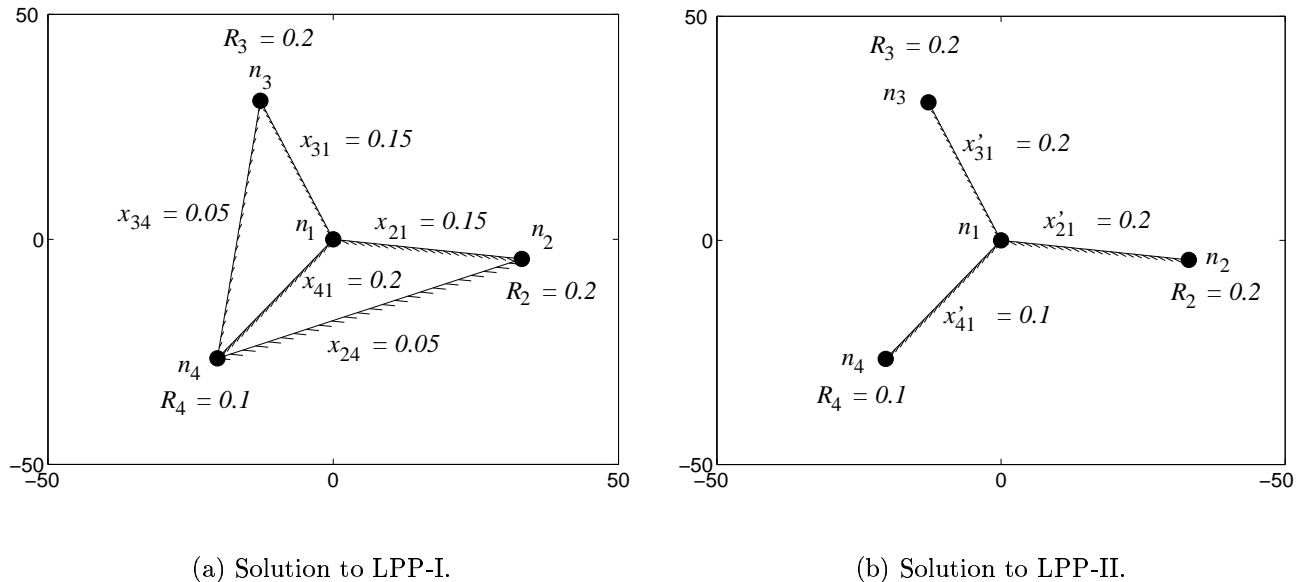 50
R3 = 0.2
n3
x31 = 0.15
x34 = 0.05
n1
x21 = 0.15
n2
0
x41 = 0.2
R2 = 0.2
x24 = 0.05
n4
R4 = 0.1
−50
−50 0 50
(a) Solution to LPP-I.
50
R3 = 0.2
n3
x'31 = 0.2
n1
x'21 = 0.2
0
n2
R2 = 0.2
x'41 = 0.1
n4
R4 = 0.1
−50
−50 0 −50
(b) Solution to LPP-II.